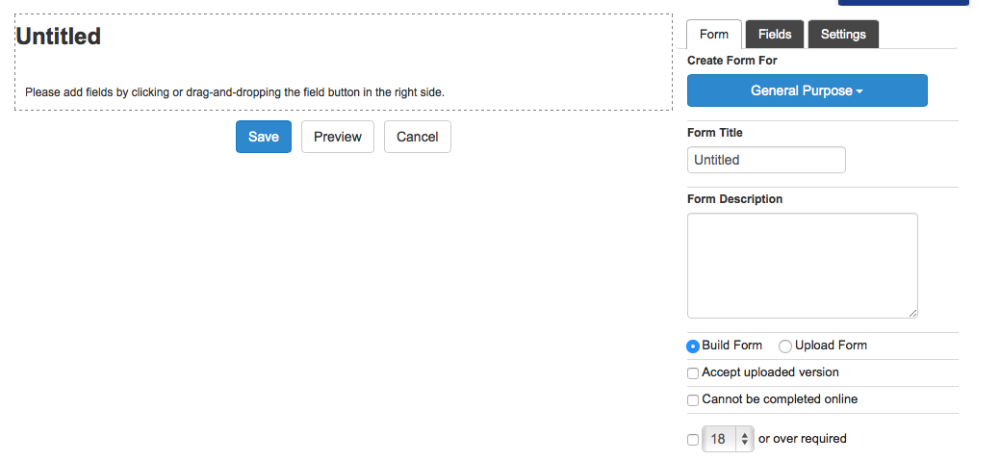 Untitled
Please add fields by clicking or drag-and-dropping the field button in the right side.
Save Preview Cancel
Form Fields Settings
Create Form For
General Purpose
Form Title
Untitled
Form Description
Build Form Upload Form
Accept uploaded version
Cannot be completed online
18 or over required